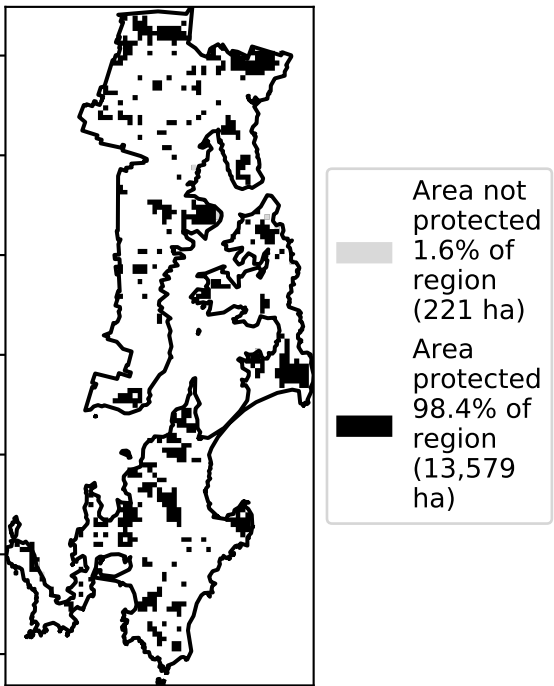 Area not
protected
1.6% of
region
(221 ha)
Area
protected
98.4% of
region
(13,579
ha)